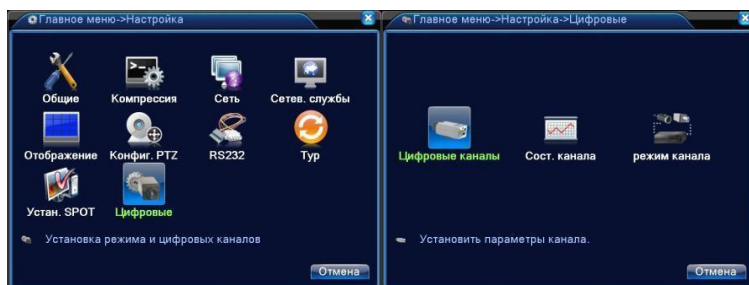 Главное меню->Настройка
Общие
Компрессия
Сеть
Сетев. службы
Отображение
Конфиг. PTZ
RS232
Тур
Устан. SPOT
Цифровые
Установка режима и цифровых каналов
Отмена
Главное меню->Настройка->Цифровые
Цифровые каналы
Сост. канала
режим канала
Установить параметры канала.
Отмена